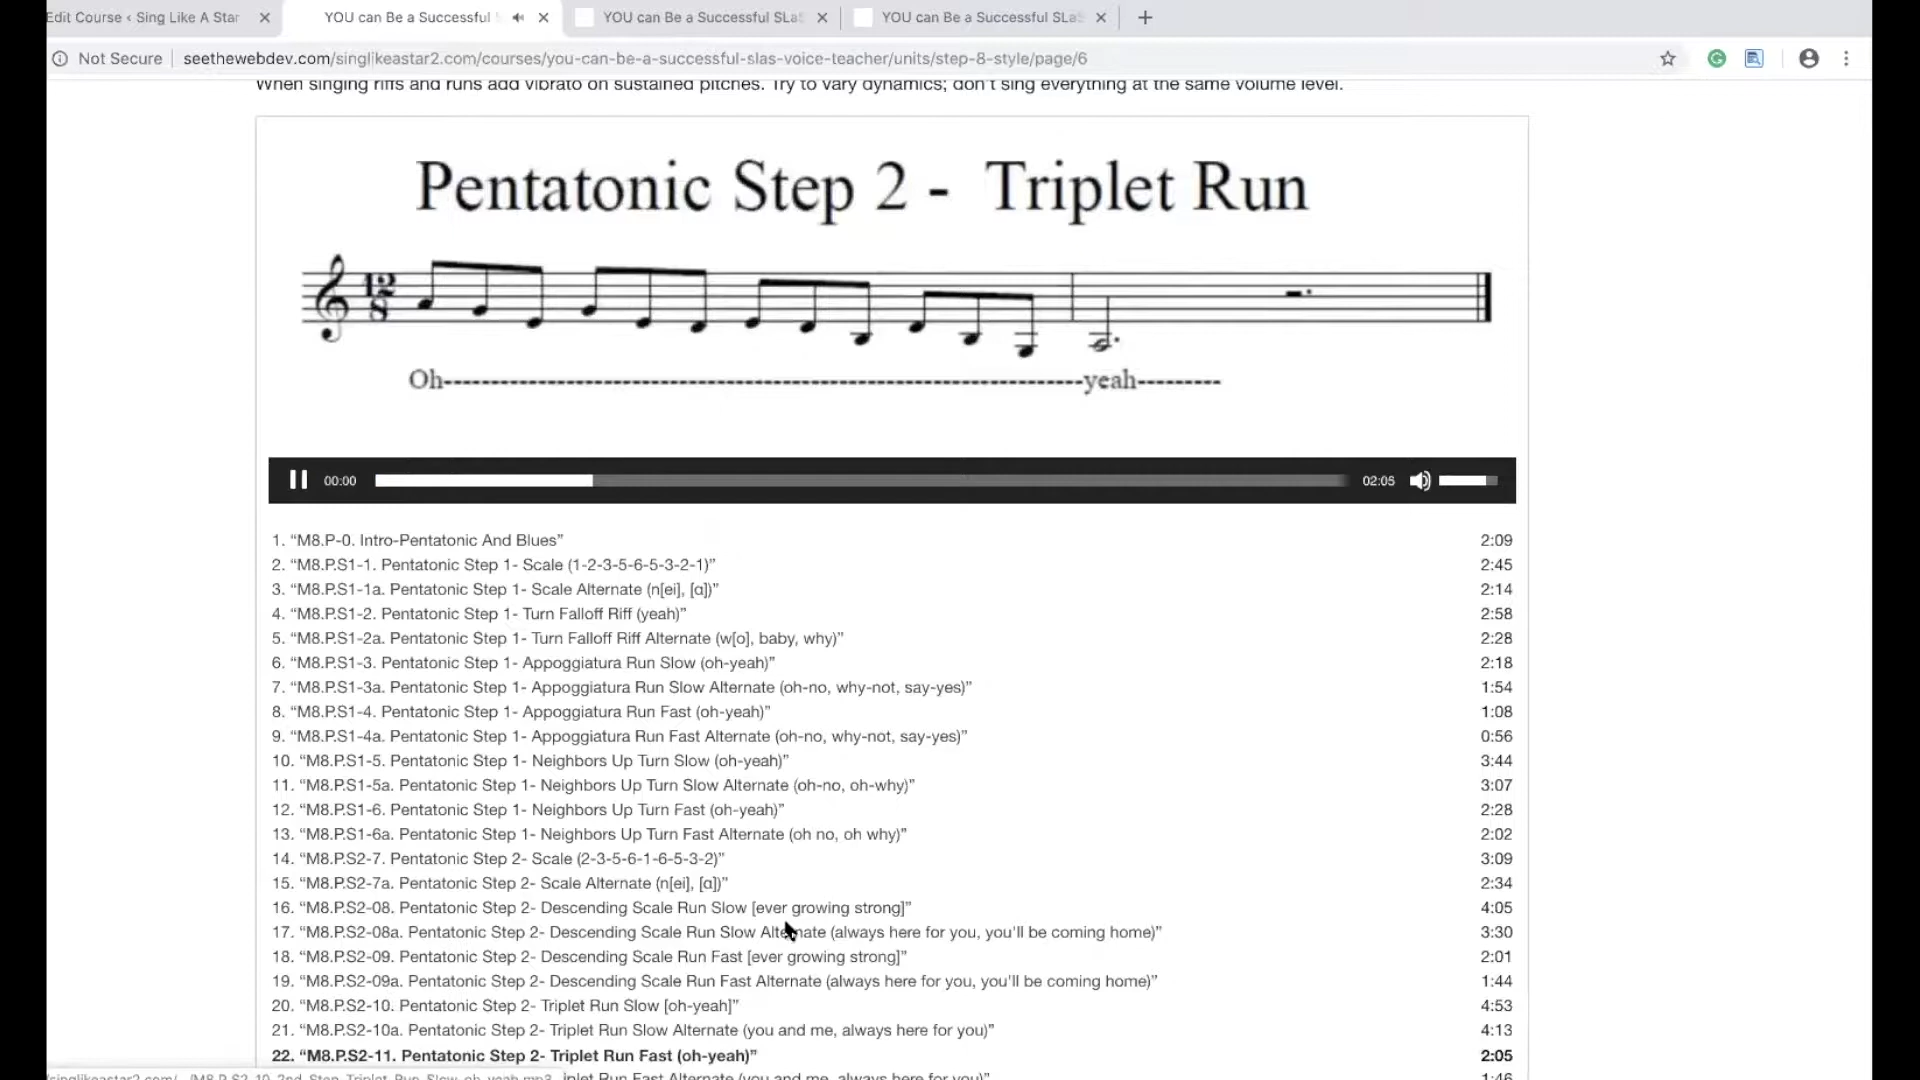 Edit Course ‹ Sing Like A Star
YOU can Be a Successful
YOU can Be a Successful SLaS
YOU can Be a Successful SLaS
Not Secure
seethewebdev.com/singlikeastar2.com/courses/you-can-be-a-successful-slas-voice-teacher/units/step-8-style/page/6
When singing riffs and runs add vibrato on sustained pitches. Try to vary dynamics; don't sing everything at the same volume level.
Pentatonic Step 2 - Triplet Run
12
8
Oh---yeah---------
00:00
02:05
1. “M8.P-0. Intro-Pentatonic And Blues” 2:09
2. “M8.P.S1-1. Pentatonic Step 1- Scale (1-2-3-5-6-5-3-2-1)” 2:45
3. “M8.P.S1-1a. Pentatonic Step 1- Scale Alternate (n[ei], [ɑ])” 2:14
4. “M8.P.S1-2. Pentatonic Step 1- Turn Falloff Riff (yeah)” 2:58
5. “M8.P.S1-2a. Pentatonic Step 1- Turn Falloff Riff Alternate (w[o], baby, why)” 2:28
6. “M8.P.S1-3. Pentatonic Step 1- Appoggiatura Run Slow (oh-yeah)” 2:18
7. “M8.P.S1-3a. Pentatonic Step 1- Appoggiatura Run Slow Alternate (oh-no, why-not, say-yes)” 1:54
8. “M8.P.S1-4. Pentatonic Step 1- Appoggiatura Run Fast (oh-yeah)” 1:08
9. “M8.P.S1-4a. Pentatonic Step 1- Appoggiatura Run Fast Alternate (oh-no, why-not, say-yes)” 0:56
10. “M8.P.S1-5. Pentatonic Step 1- Neighbors Up Turn Slow (oh-yeah)” 3:44
11. “M8.P.S1-5a. Pentatonic Step 1- Neighbors Up Turn Slow Alternate (oh-no, oh-why)” 3:07
12. “M8.P.S1-6. Pentatonic Step 1- Neighbors Up Turn Fast (oh-yeah)” 2:28
13. “M8.P.S1-6a. Pentatonic Step 1- Neighbors Up Turn Fast Alternate (oh no, oh why)” 2:02
14. “M8.P.S2-7. Pentatonic Step 2- Scale (2-3-5-6-1-6-5-3-2)” 3:09
15. “M8.P.S2-7a. Pentatonic Step 2- Scale Alternate (n[ei], [ɑ])” 2:34
16. “M8.P.S2-08. Pentatonic Step 2- Descending Scale Run Slow [ever growing strong]” 4:05
17. “M8.P.S2-08a. Pentatonic Step 2- Descending Scale Run Slow Alternate (always here for you, you'll be coming home)” 3:30
18. “M8.P.S2-09. Pentatonic Step 2- Descending Scale Run Fast [ever growing strong]” 2:01
19. “M8.P.S2-09a. Pentatonic Step 2- Descending Scale Run Fast Alternate (always here for you, you'll be coming home)” 1:44
20. “M8.P.S2-10. Pentatonic Step 2- Triplet Run Slow [oh-yeah]” 4:53
21. “M8.P.S2-10a. Pentatonic Step 2- Triplet Run Slow Alternate (you and me, always here for you)” 4:13
22. “M8.P.S2-11. Pentatonic Step 2- Triplet Run Fast (oh-yeah)” 2:05
Run Fast Alternate (you and me, always here for you)” 1:46